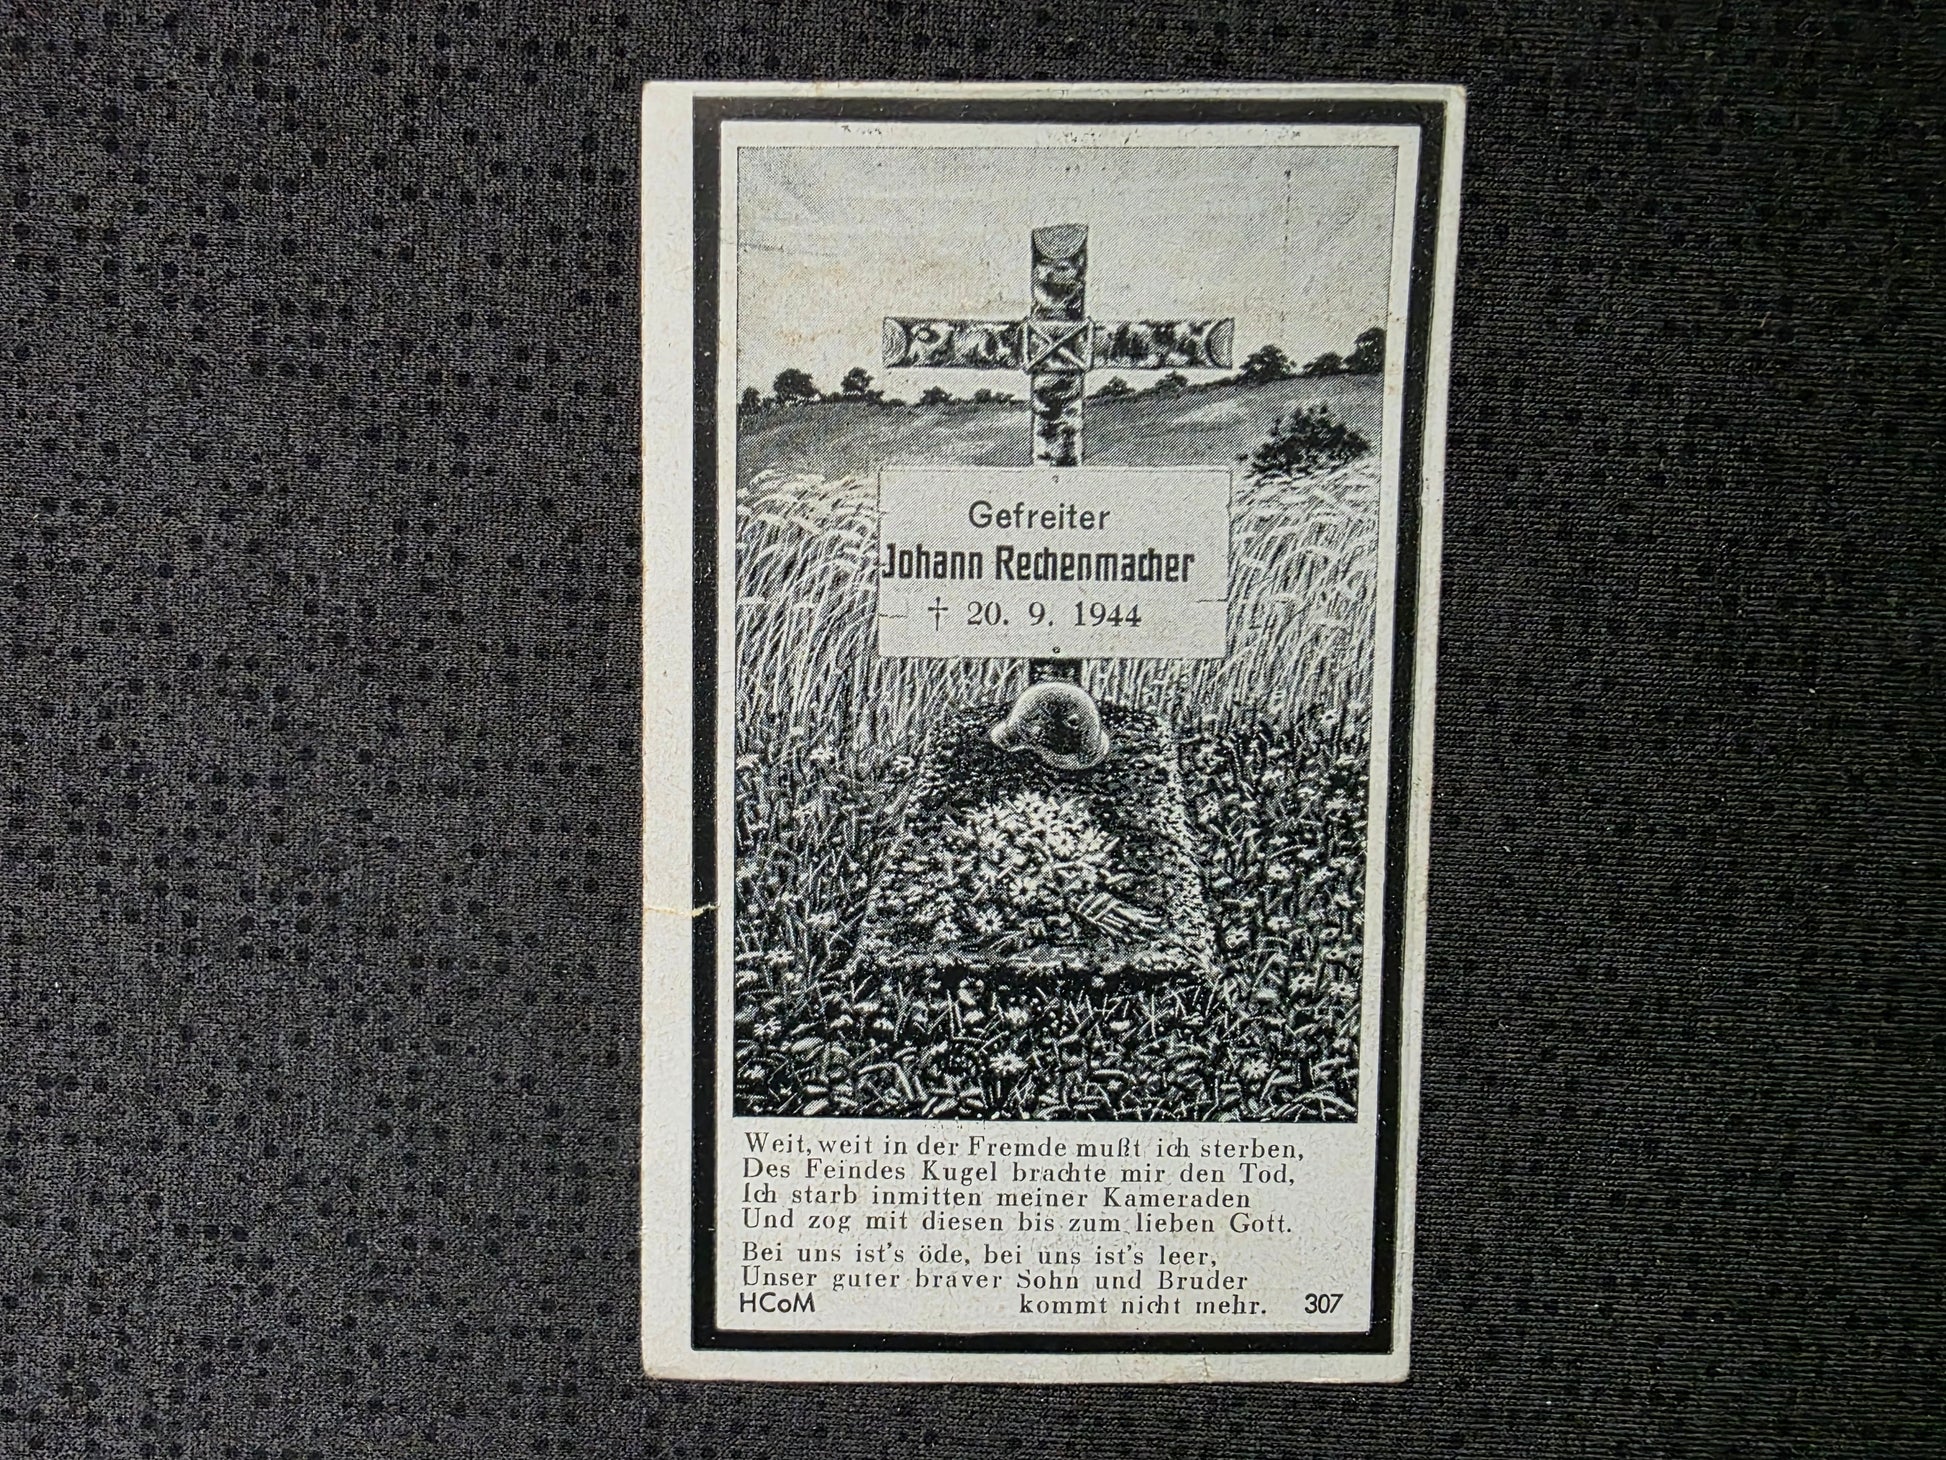 Gefreiter
Johann Rechenmacher
† 20. 9. 1944
Weit, weit in der Fremde mußt ich sterben,
Des Feindes Kugel brachte mir den Tod,
Ich starb inmitten meiner Kameraden
Und zog mit diesen bis zum lieben Gott.
Bei uns ist's öde, bei uns ist's leer,
Unser guter braver Sohn und Bruder
HCoM kommt nicht mehr. 307